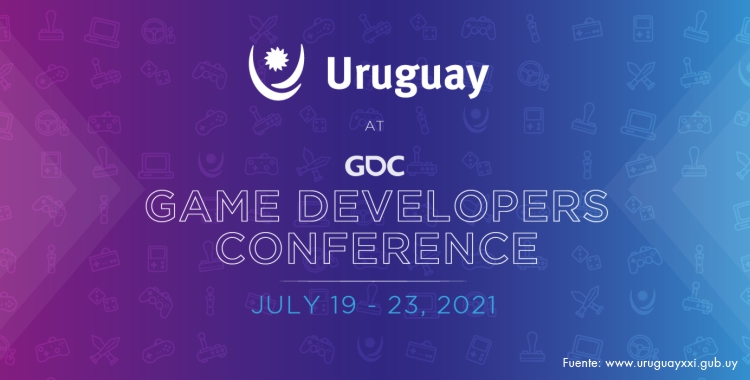 Uruguay
AT
GDC
GAME DEVELOPERS
CONFERENCE
JULY 19 - 23, 2021
Fuente: www.uruguayxxi.gub.uy